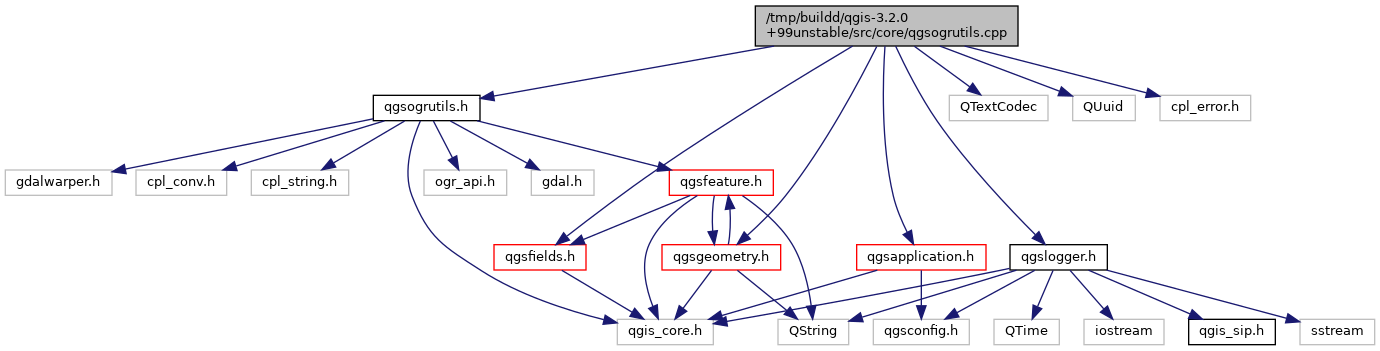 /tmp/buildd/qgis-3.2.0
+99unstable/src/core/qgsogrutils.cpp
qgsogrutils.h
QTextCodec
QUuid
cpl_error.h
gdalwarper.h
cpl_conv.h
cpl_string.h
ogr_api.h
gdal.h
qgsfeature.h
qgsfields.h
qgsgeometry.h
qgsapplication.h
qgslogger.h
qgis_core.h
QString
qgsconfig.h
QTime
iostream
qgis_sip.h
sstream